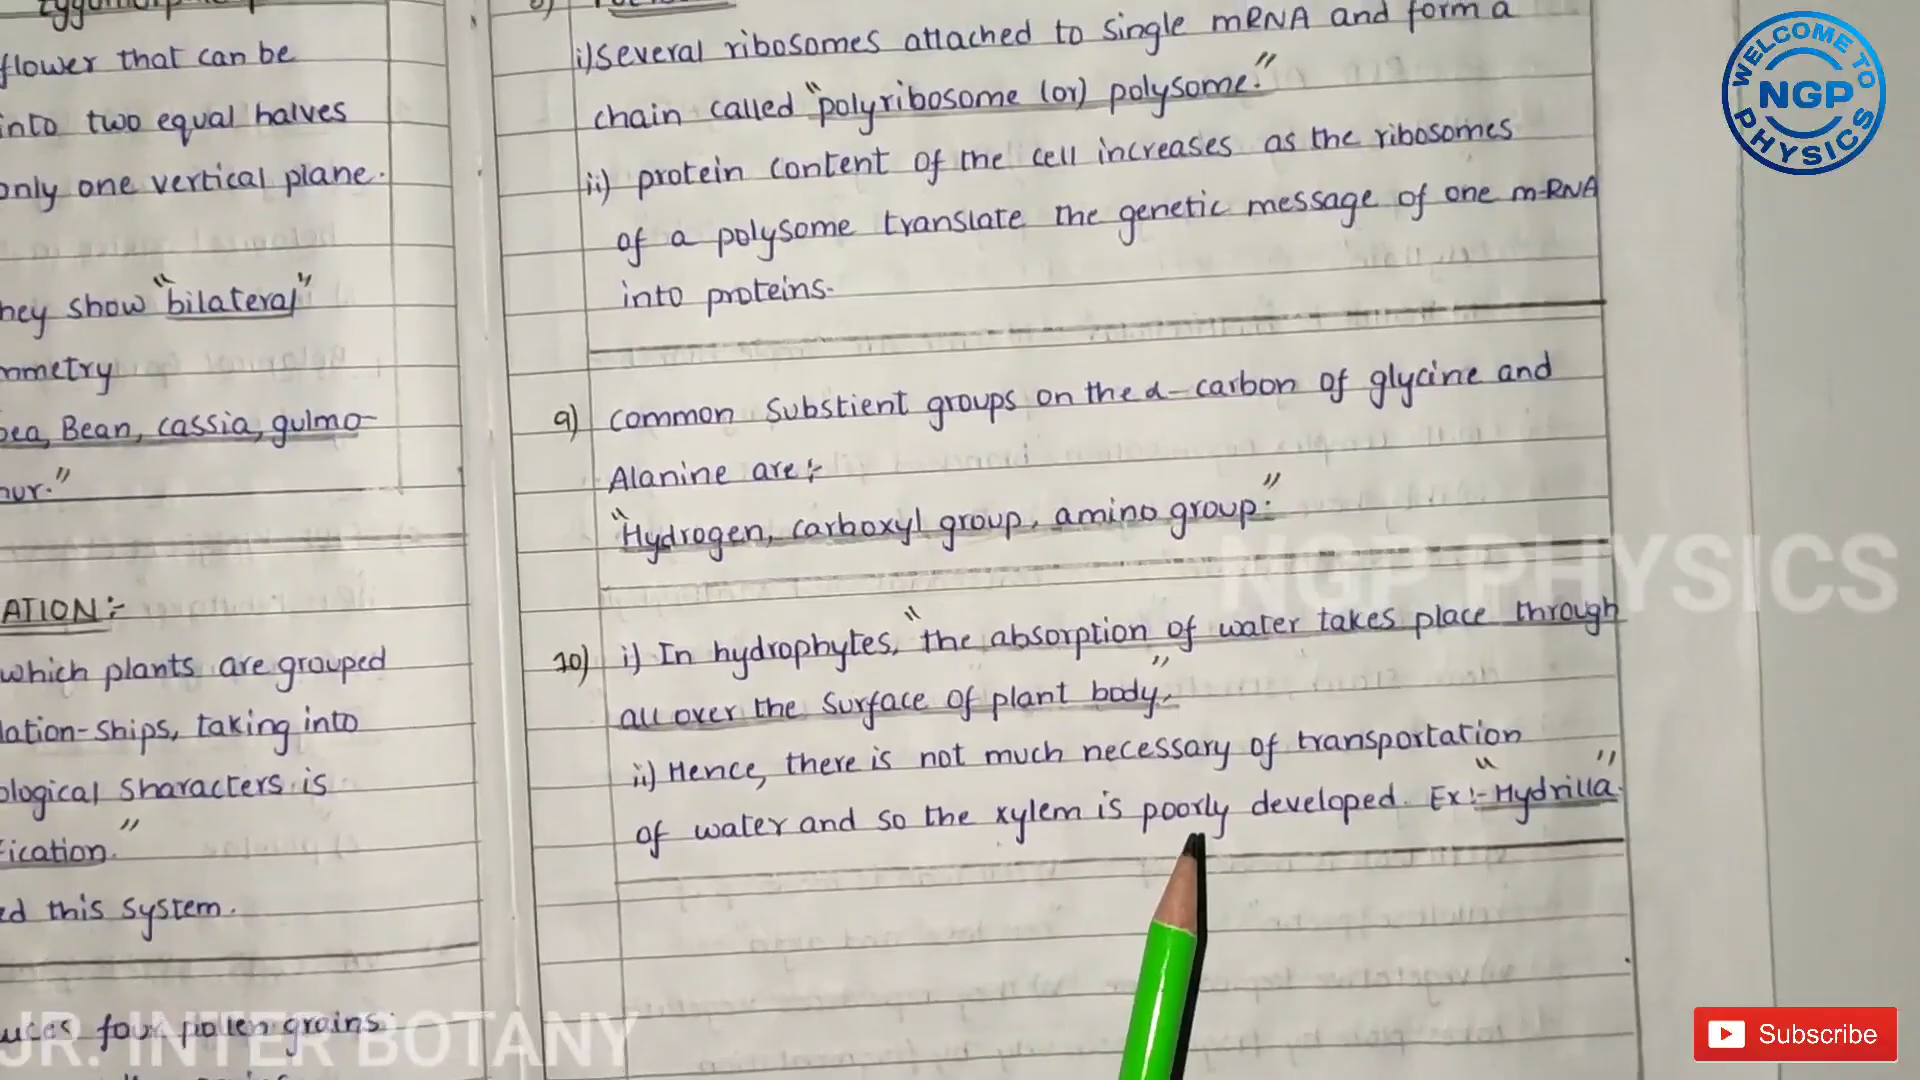 flower that can be
into two equal halves
only one vertical plane.
hey show "bilateral"
mmetry
pea, Bean, cassia, gulmo-
hur."
ATION:-
which plants are grouped
lation-ships, taking into
ological Sharacters is
ication."
ed this system.
uces four pollen grains.
JR. INTER BOTANY
i) Several ribosomes attached to single mRNA and form a
chain called "polyribosome (or) polysome."
ii) protein content of the cell increases as the ribosomes
of a polysome translate the genetic message of one m-RNA
into proteins.
9) Common Substient groups on the α-carbon of glycine and
Alanine are:-
"Hydrogen, carboxyl group, amino group."
10) i) In hydrophytes, "the absorption of water takes place through
all over the surface of plant body."
ii) Hence, there is not much necessary of transportation
of water and so the xylem is poorly developed. Ex:- "Hydrilla."
WELCOME TO
NGP
PHYSICS
NGP PHYSICS
Subscribe